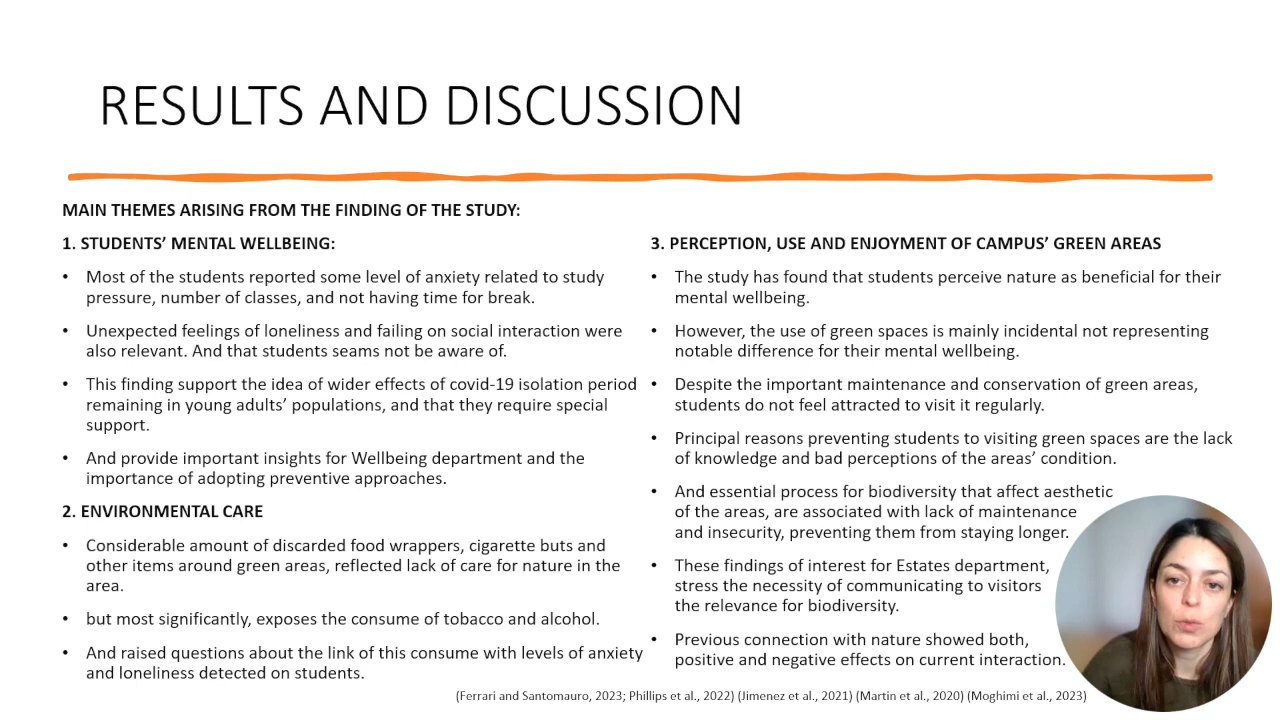 RESULTS AND DISCUSSION
MAIN THEMES ARISING FROM THE FINDING OF THE STUDY:
1. STUDENTS’ MENTAL WELLBEING:
• Most of the students reported some level of anxiety related to study
pressure, number of classes, and not having time for break.
• Unexpected feelings of loneliness and failing on social interaction were
also relevant. And that students seams not be aware of.
• This finding support the idea of wider effects of covid-19 isolation period
remaining in young adults’ populations, and that they require special
support.
• And provide important insights for Wellbeing department and the
importance of adopting preventive approaches.
2. ENVIRONMENTAL CARE
• Considerable amount of discarded food wrappers, cigarette buts and
other items around green areas, reflected lack of care for nature in the
area.
• but most significantly, exposes the consume of tobacco and alcohol.
• And raised questions about the link of this consume with levels of anxiety
and loneliness detected on students.
3. PERCEPTION, USE AND ENJOYMENT OF CAMPUS’ GREEN AREAS
• The study has found that students perceive nature as beneficial for their
mental wellbeing.
• However, the use of green spaces is mainly incidental not representing
notable difference for their mental wellbeing.
• Despite the important maintenance and conservation of green areas,
students do not feel attracted to visit it regularly.
• Principal reasons preventing students to visiting green spaces are the lack
of knowledge and bad perceptions of the areas’ condition.
• And essential process for biodiversity that affect aesthetic
of the areas, are associated with lack of maintenance
and insecurity, preventing them from staying longer.
• These findings of interest for Estates department,
stress the necessity of communicating to visitors
the relevance for biodiversity.
• Previous connection with nature showed both,
positive and negative effects on current interaction.
(Ferrari and Santomauro, 2023; Phillips et al., 2022) (Jimenez et al., 2021) (Martin et al., 2020) (Moghimi et al., 2023)